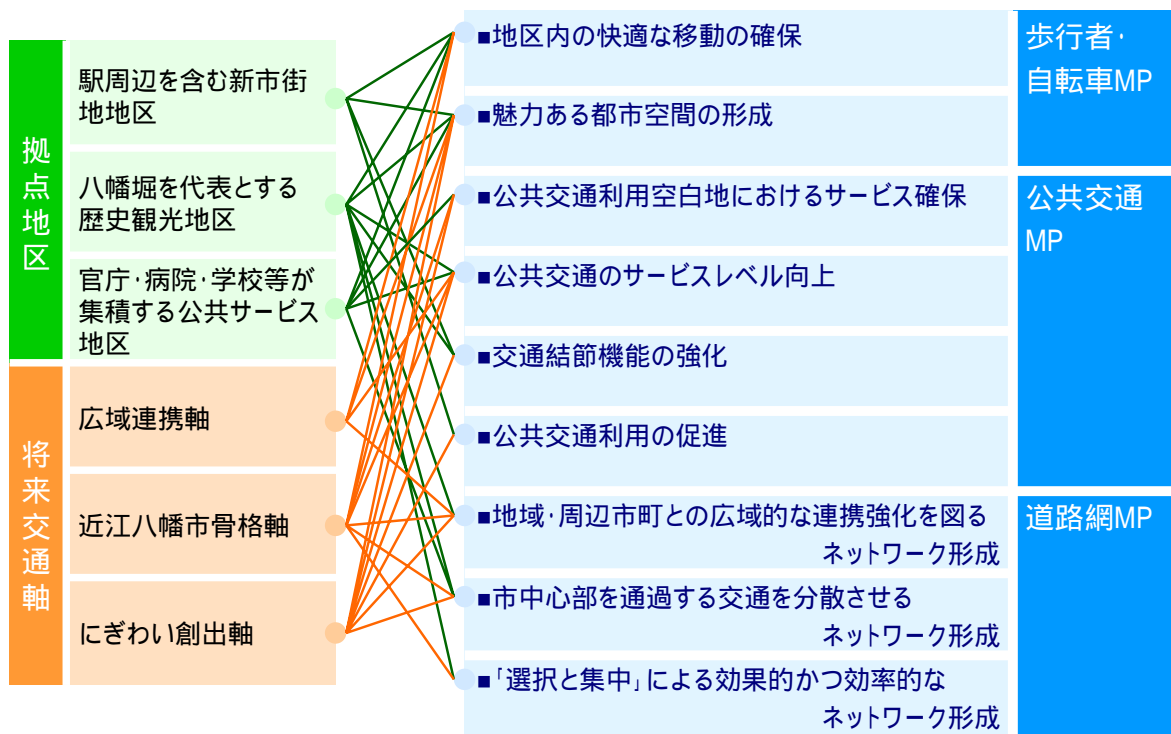 拠点地区
駅周辺を含む新市街
地地区
八幡堀を代表とする
歴史観光地区
官庁・病院・学校等が
集積する公共サービス
地区
将来交通軸
広域連携軸
近江八幡市骨格軸
にぎわい創出軸
■地区内の快適な移動の確保
■魅力ある都市空間の形成
■公共交通利用空白地におけるサービス確保
■公共交通のサービスレベル向上
■交通結節機能の強化
■公共交通利用の促進
■地域・周辺市町との広域的な連携強化を図る
ネットワーク形成
■市中心部を通過する交通を分散させる
ネットワーク形成
■「選択と集中」による効果的かつ効率的な
ネットワーク形成
歩行者・
自転車MP
公共交通
MP
道路網MP